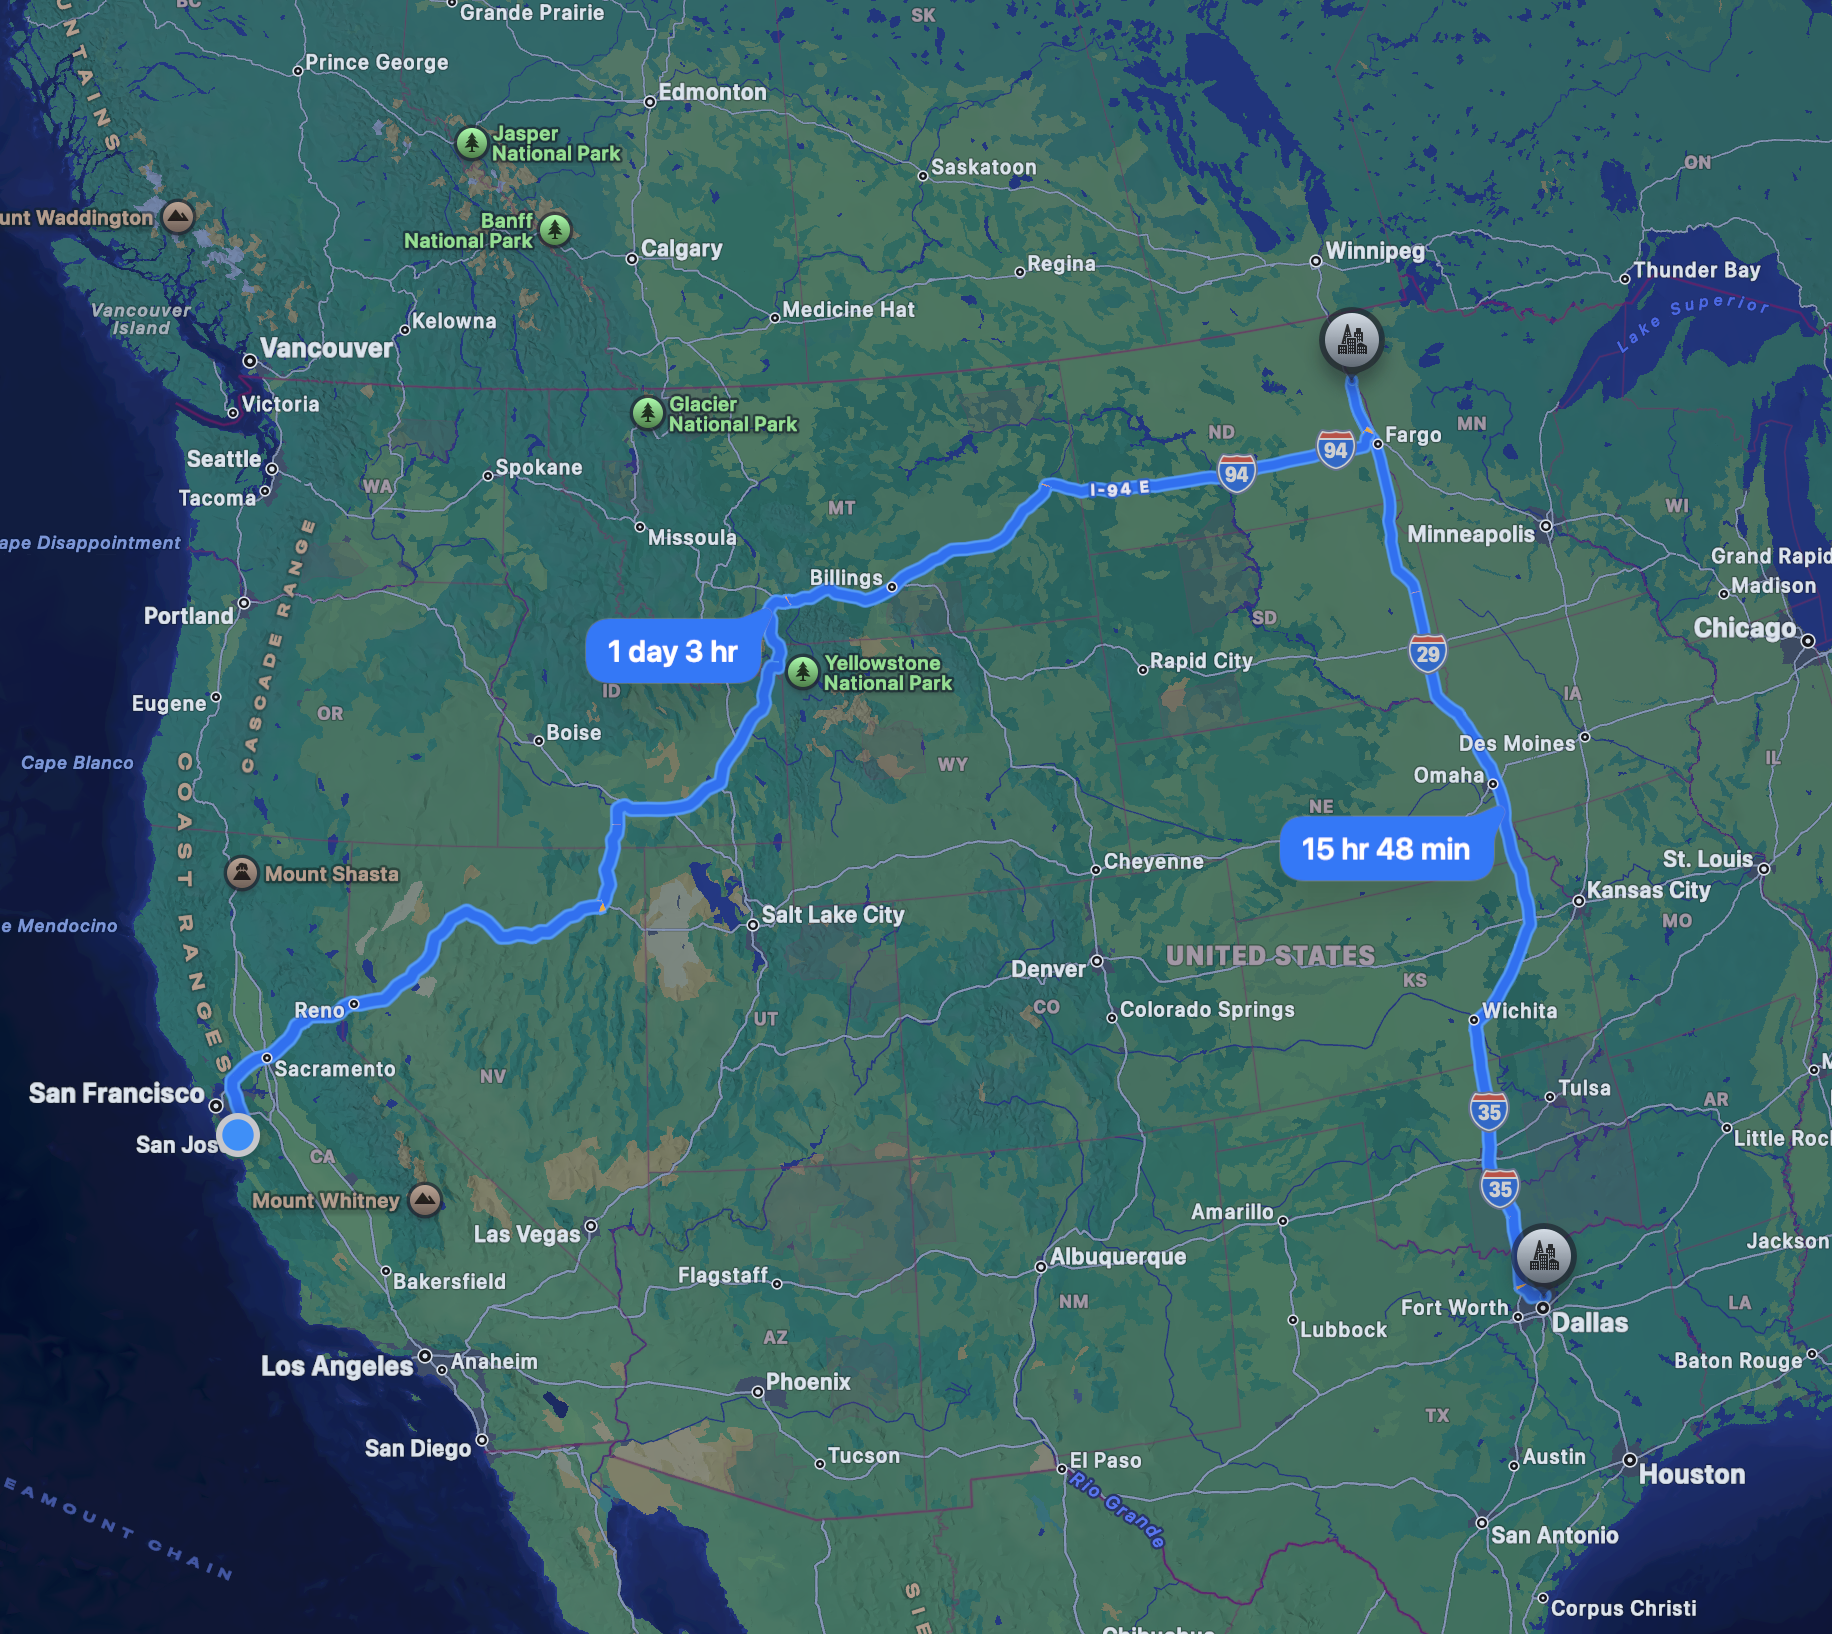 BC
Grande Prairie
SK
UNTAINS
Prince George
Edmonton
Jasper
National Park
Saskatoon
ON
unt Waddington
Banff
National Park
Calgary
Winnipeg
Regina
Thunder Bay
Vancouver
Island
Medicine Hat
Lake Superior
Kelowna
Vancouver
Victoria
Glacier
National Park
ND
Fargo
MN
94
94
Seattle
Spokane
WA
Tacoma
I-94 E
MT
WI
Missoula
Minneapolis
ape Disappointment
CASCADE RANGE
Grand Rapid
Madison
Billings
Portland
SD
Chicago
1 day 3 hr
29
Yellowstone
National Park
Rapid City
ID
IA
Eugene
OR
Boise
Des Moines
Cape Blanco
WY
IL
Omaha
COAST RANGES
NE
15 hr 48 min
Cheyenne
St. Louis
Mount Shasta
Kansas City
Salt Lake City
MO
e Mendocino
UNITED STATES
Denver
KS
Reno
CO
Colorado Springs
Wichita
UT
Sacramento
NV
San Francisco
Tulsa
AR
35
San Jos
Little Rocl
CA
35
Mount Whitney
Las Vegas
Amarillo
Jackson
Albuquerque
Bakersfield
Flagstaff
NM
LA
Fort Worth
Dallas
Lubbock
AZ
Los Angeles
Anaheim
Baton Rouge
Phoenix
TX
San Diego
Tucson
El Paso
Austin
Houston
Rio Grande
EAMOUNT CHAIN
San Antonio
SIE
Corpus Christi